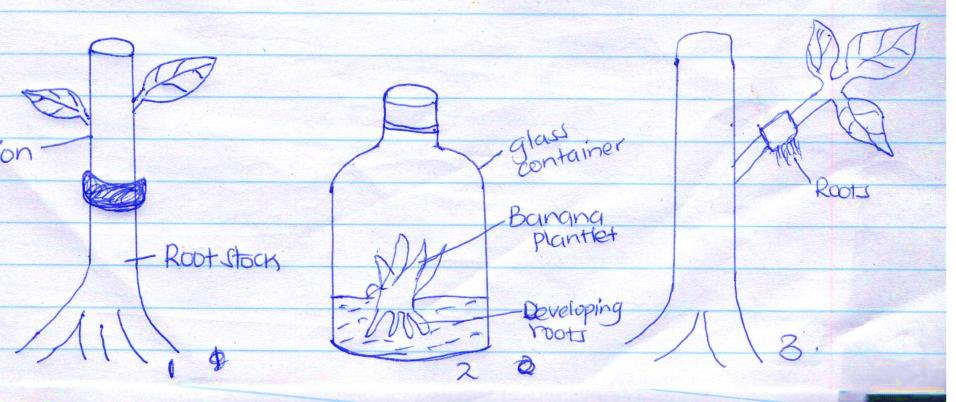 on
Root stock
1
glass
container
Banana
plantlet
Developing
roots
2
Roots
3.